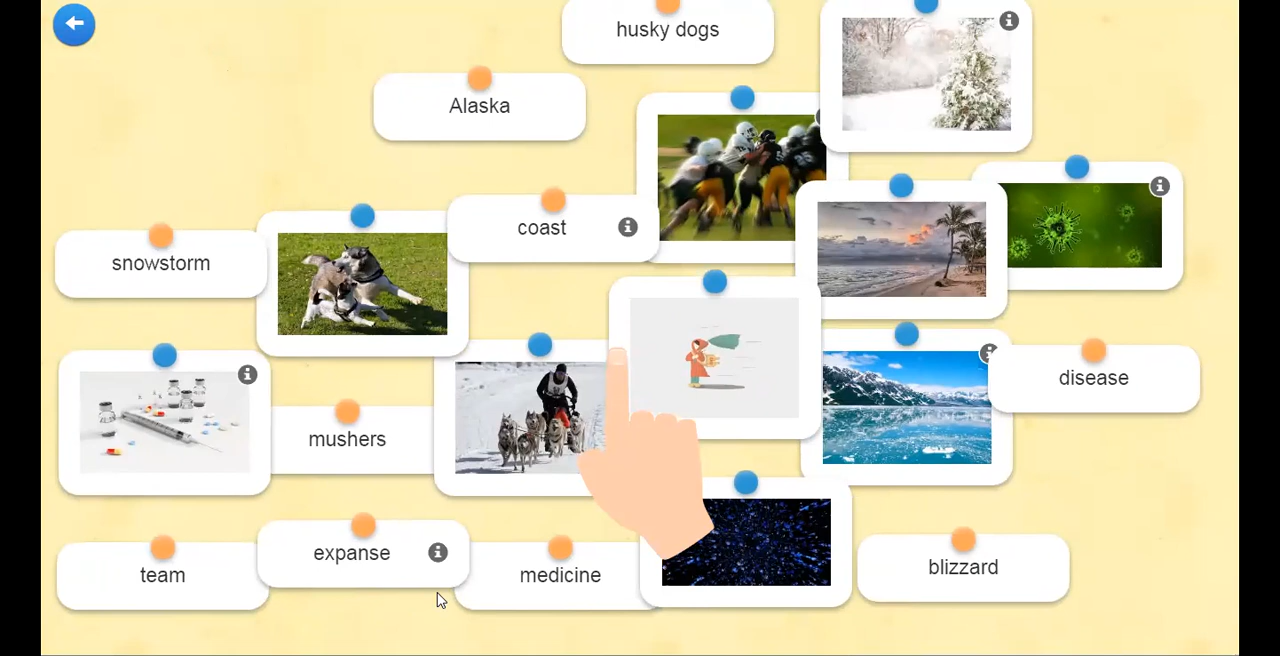 husky dogs
Alaska
coast
snowstorm
disease
mushers
expanse
blizzard
team
medicine